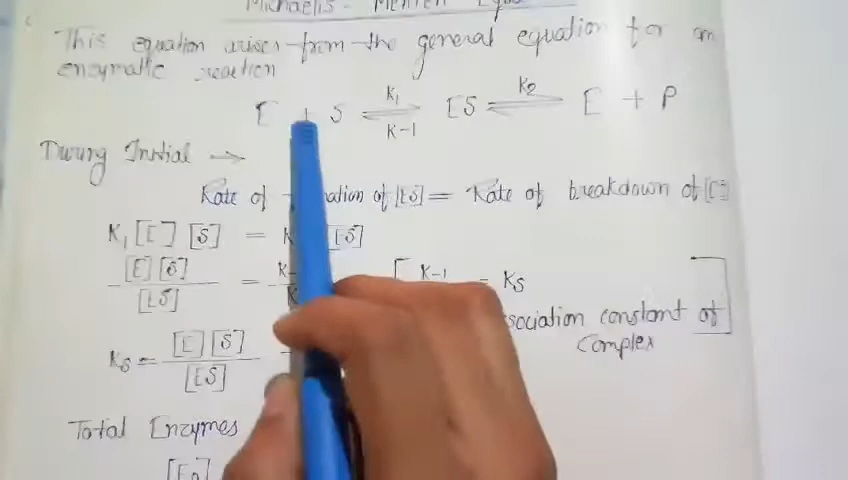 Michaelis - Menten Equa
This equation arises from the general equation for an
enzymatic reaction
E + S ⇌ ES ⇌ E + P
K1 K2
K-1
During Initial →
Rate of ation of [ES] = Rate of breakdown of [ES]
K1 [E] [S] = K [ES]
[E] [S] / [ES] = K- / K [ K-1 = Ks
sociation constant of
complex ]
Ks = [E] [S] / [ES]
Total Enzymes
[E0]